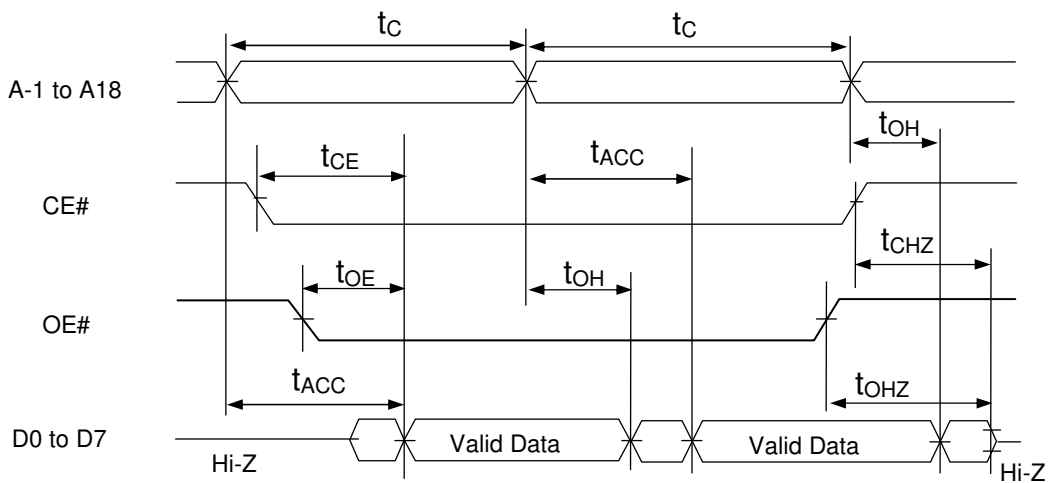 tC tC
A-1 to A18
tOH
tCE tACC
CE#
tCHZ
tOE tOH
OE#
tACC tOHZ
D0 to D7 Valid Data Valid Data
Hi-Z Hi-Z